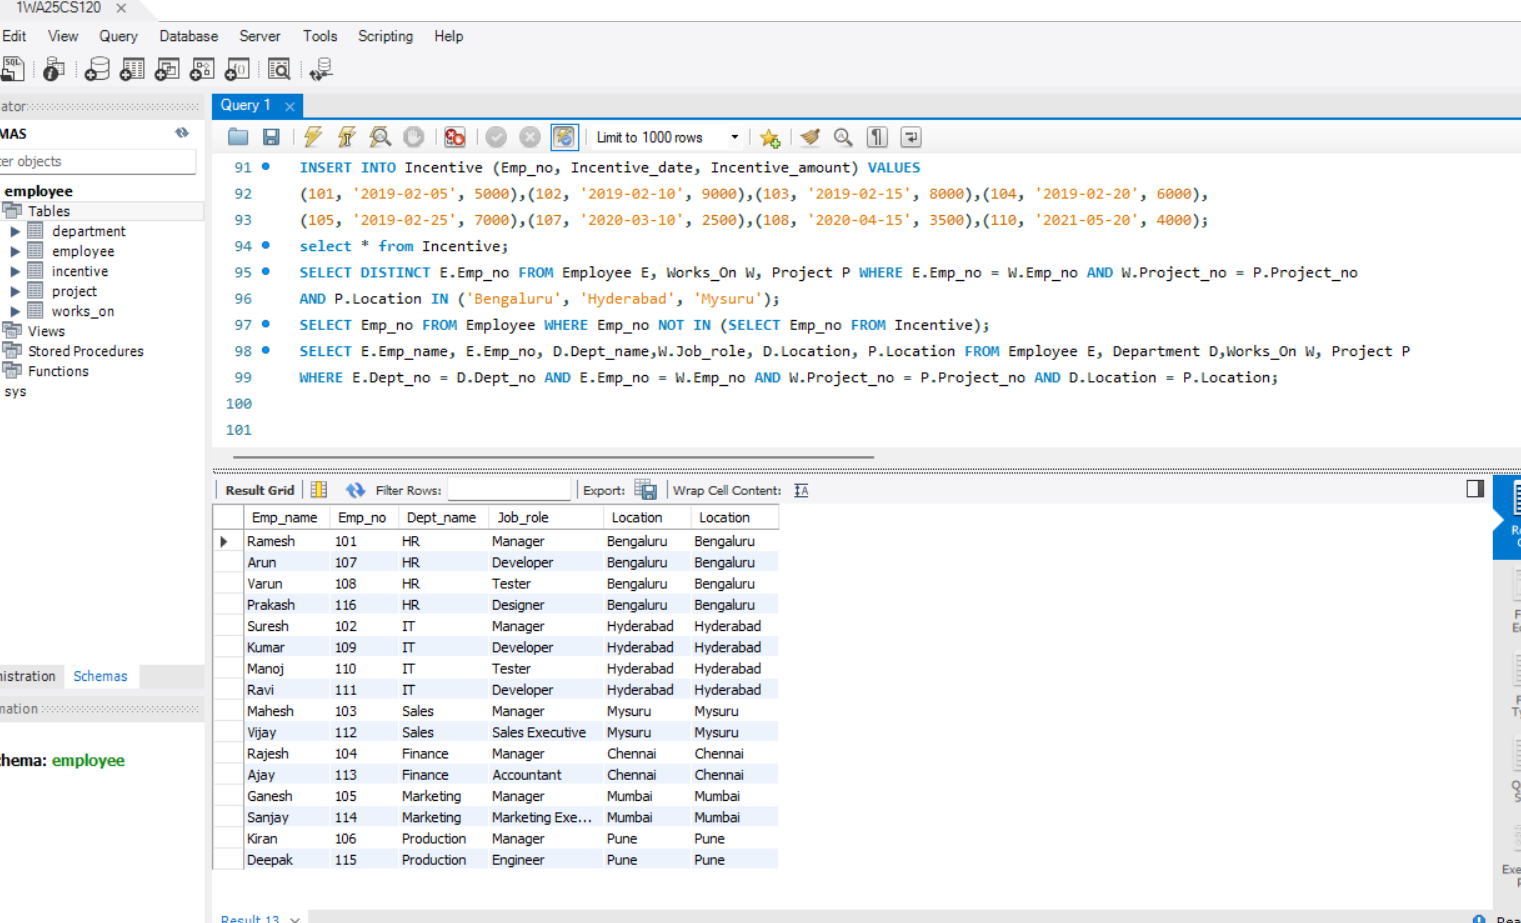 1WA25CS120
Edit View Query Database Server Tools Scripting Help
Query 1
Limit to 1000 rows
91 INSERT INTO Incentive (Emp_no, Incentive_date, Incentive_amount) VALUES
92 (101, '2019-02-05', 5000),(102, '2019-02-10', 9000),(103, '2019-02-15', 8000),(104, '2019-02-20', 6000),
93 (105, '2019-02-25', 7000),(107, '2020-03-10', 2500),(108, '2020-04-15', 3500),(110, '2021-05-20', 4000);
94 select * from Incentive;
95 SELECT DISTINCT E.Emp_no FROM Employee E, Works_On W, Project P WHERE E.Emp_no = W.Emp_no AND W.Project_no = P.Project_no
96 AND P.Location IN ('Bengaluru', 'Hyderabad', 'Mysuru');
97 SELECT Emp_no FROM Employee WHERE Emp_no NOT IN (SELECT Emp_no FROM Incentive);
98 SELECT E.Emp_name, E.Emp_no, D.Dept_name,W.Job_role, D.Location, P.Location FROM Employee E, Department D,Works_On W, Project P
99 WHERE E.Dept_no = D.Dept_no AND E.Emp_no = W.Emp_no AND W.Project_no = P.Project_no AND D.Location = P.Location;
100
101
ator
MAS
ter objects
employee
Tables
department
employee
incentive
project
works_on
Views
Stored Procedures
Functions
sys
nistration Schemas
mation
hema: employee
Result Grid Filter Rows: Export: Wrap Cell Content:
Emp_name Emp_no Dept_name Job_role Location Location
Ramesh 101 HR Manager Bengaluru Bengaluru
Arun 107 HR Developer Bengaluru Bengaluru
Varun 108 HR Tester Bengaluru Bengaluru
Prakash 116 HR Designer Bengaluru Bengaluru
Suresh 102 IT Manager Hyderabad Hyderabad
Kumar 109 IT Developer Hyderabad Hyderabad
Manoj 110 IT Tester Hyderabad Hyderabad
Ravi 111 IT Developer Hyderabad Hyderabad
Mahesh 103 Sales Manager Mysuru Mysuru
Vijay 112 Sales Sales Executive Mysuru Mysuru
Rajesh 104 Finance Manager Chennai Chennai
Ajay 113 Finance Accountant Chennai Chennai
Ganesh 105 Marketing Manager Mumbai Mumbai
Sanjay 114 Marketing Marketing Exe... Mumbai Mumbai
Kiran 106 Production Manager Pune Pune
Deepak 115 Production Engineer Pune Pune
Result 13